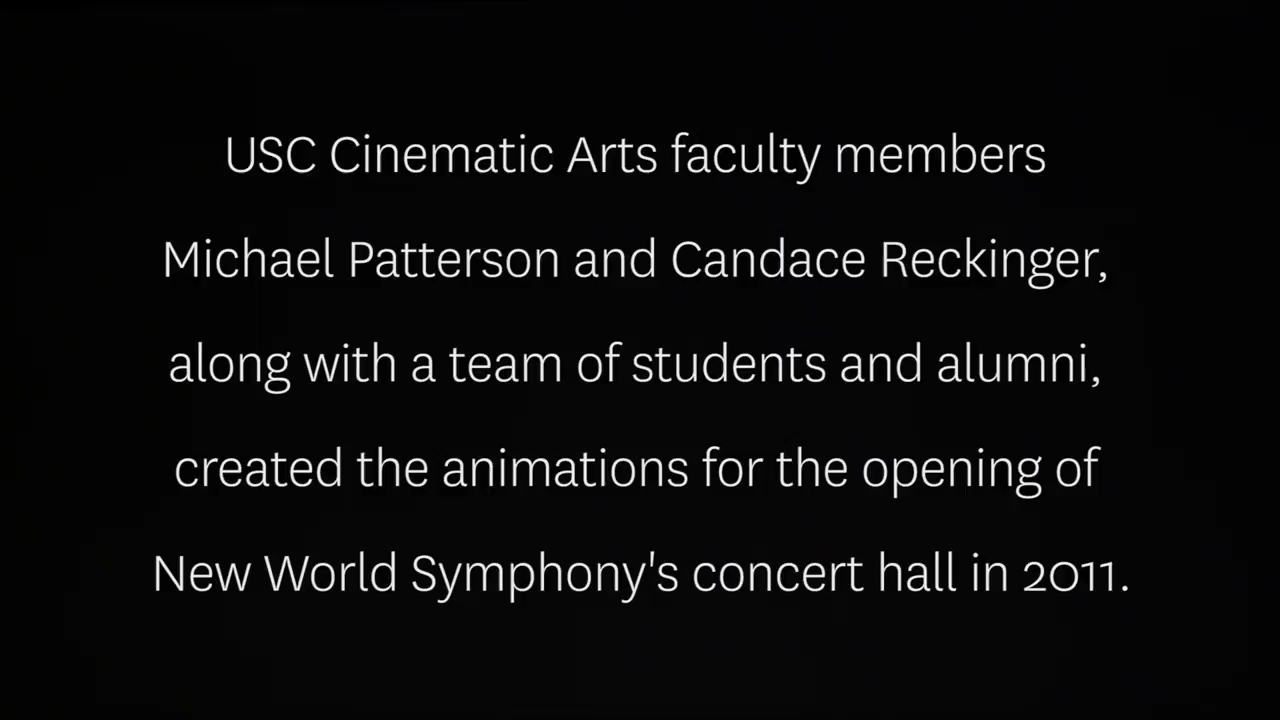 USC Cinematic Arts faculty members
Michael Patterson and Candace Reckinger,
along with a team of students and alumni,
created the animations for the opening of
New World Symphony's concert hall in 2011.